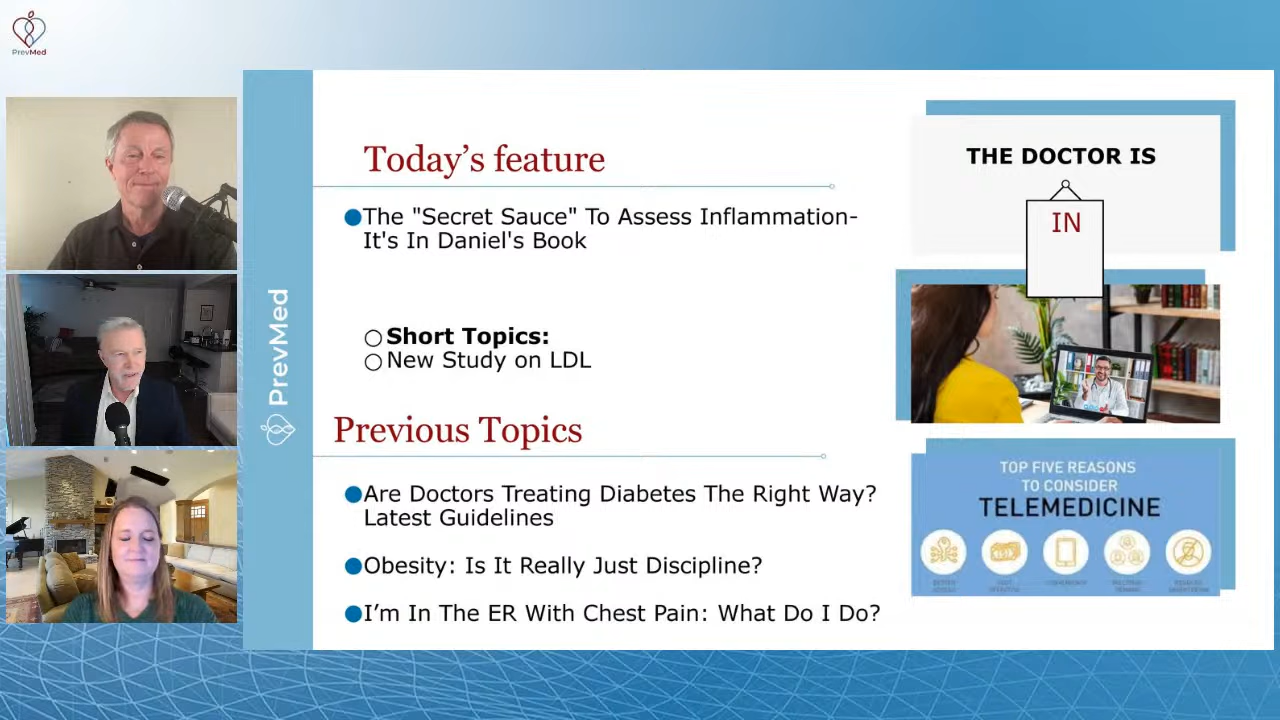 PrevMed
PrevMed
Today’s feature
The "Secret Sauce" To Assess Inflammation-
It's In Daniel's Book
Short Topics:
New Study on LDL
Previous Topics
Are Doctors Treating Diabetes The Right Way?
Latest Guidelines
Obesity: Is It Really Just Discipline?
I’m In The ER With Chest Pain: What Do I Do?
THE DOCTOR IS
IN
TOP FIVE REASONS
TO CONSIDER
TELEMEDICINE